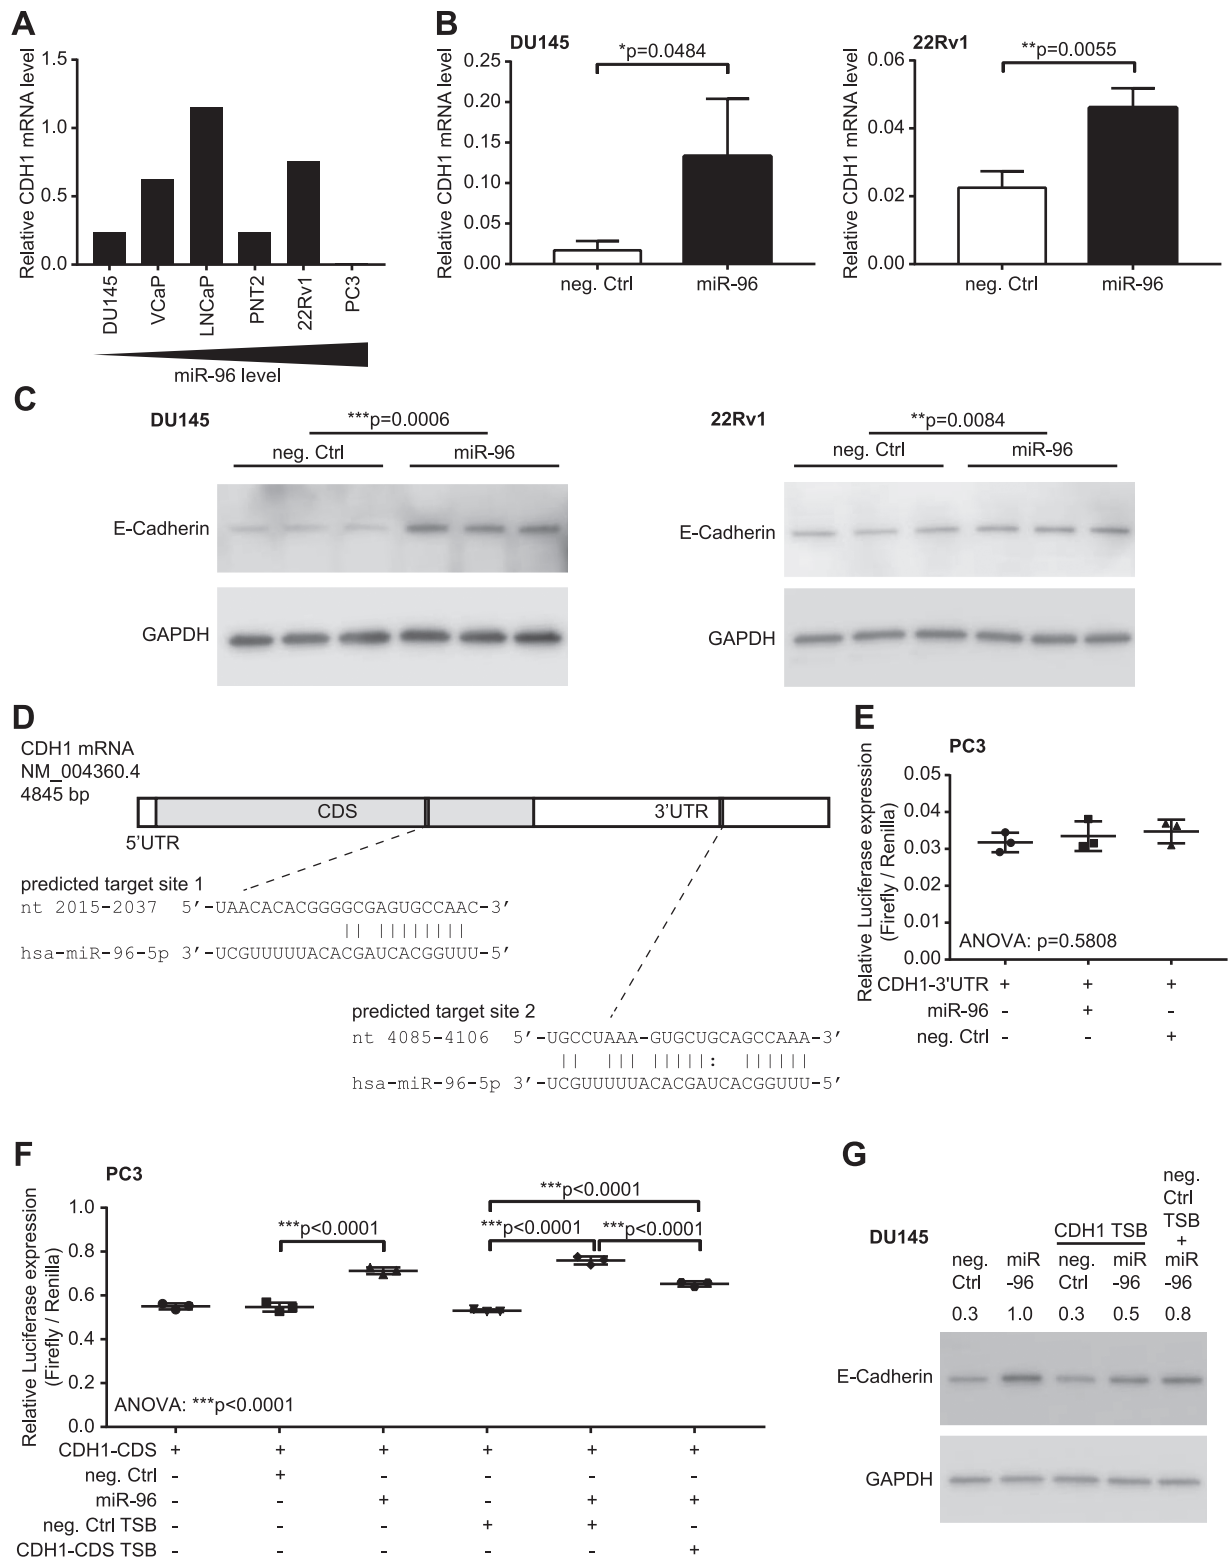 A
Relative CDH1 mRNA level
1.5
1.0
0.5
0.0
DU145
VCaP
LNCaP
PNT2
22Rv1
PC3
miR-96 level
B
DU145
*p=0.0484
Relative CDH1 mRNA level
0.25
0.20
0.15
0.10
0.05
0.00
neg. Ctrl
miR-96
22Rv1
**p=0.0055
Relative CDH1 mRNA level
0.06
0.04
0.02
0.00
neg. Ctrl
miR-96
C
DU145
***p=0.0006
neg. Ctrl
miR-96
E-Cadherin
GAPDH
22Rv1
**p=0.0084
neg. Ctrl
miR-96
E-Cadherin
GAPDH
D
CDH1 mRNA
NM_004360.4
4845 bp
CDS
3’UTR
5’UTR
predicted target site 1
nt 2015-2037 5’-UAACACACGGGGCGAGUGCCAAC-3’
hsa-miR-96-5p 3’-UCGUUUUUACACGAUCACGGUUU-5’
predicted target site 2
nt 4085-4106 5’-UGCCUAAA-GUGCUGCAGCCAAA-3’
hsa-miR-96-5p 3’-UCGUUUUUACACGAUCACGGUUU-5’
E
PC3
Relative Luciferase expression
(Firefly / Renilla)
0.05
0.04
0.03
0.02
0.01
0.00
ANOVA: p=0.5808
CDH1-3'UTR + + +
miR-96 - + -
neg. Ctrl - - +
F
PC3
Relative Luciferase expression
(Firefly / Renilla)
1.0
0.8
0.6
0.4
0.2
0.0
***p<0.0001
***p<0.0001
***p<0.0001
***p<0.0001
ANOVA: ***p<0.0001
CDH1-CDS + + + + + +
neg. Ctrl - + - - - -
miR-96 - - + - + +
neg. Ctrl TSB - - - + + -
CDH1-CDS TSB - - - - - +
G
DU145
neg.
Ctrl
miR
-96
CDH1 TSB
neg.
Ctrl
miR
-96
neg.
Ctrl
TSB
+
miR
-96
0.3 1.0 0.3 0.5 0.8
E-Cadherin
GAPDH